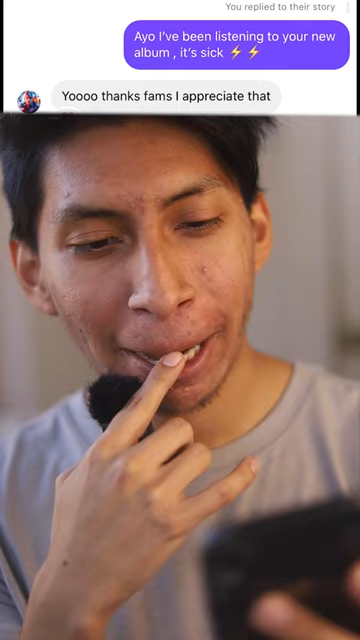 You replied to their story
Ayo I've been listening to your new
album , it's sick ⚡⚡
Yoooo thanks fams I appreciate that